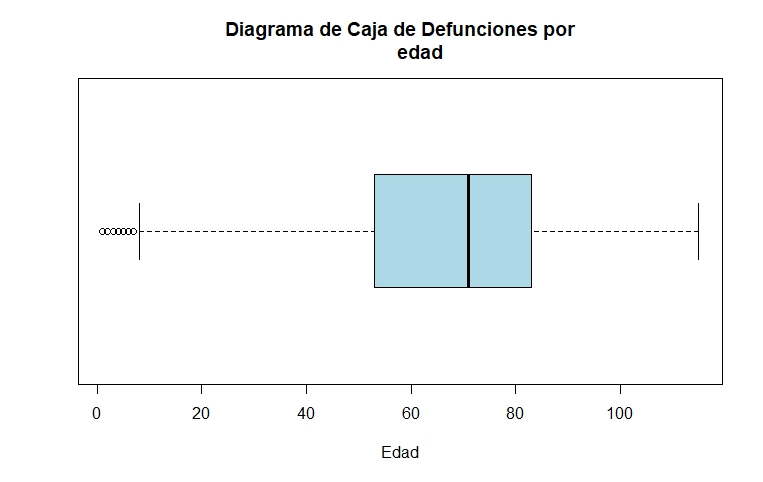 Diagrama de Caja de Defunciones por
edad
0 20 40 60 80 100
Edad